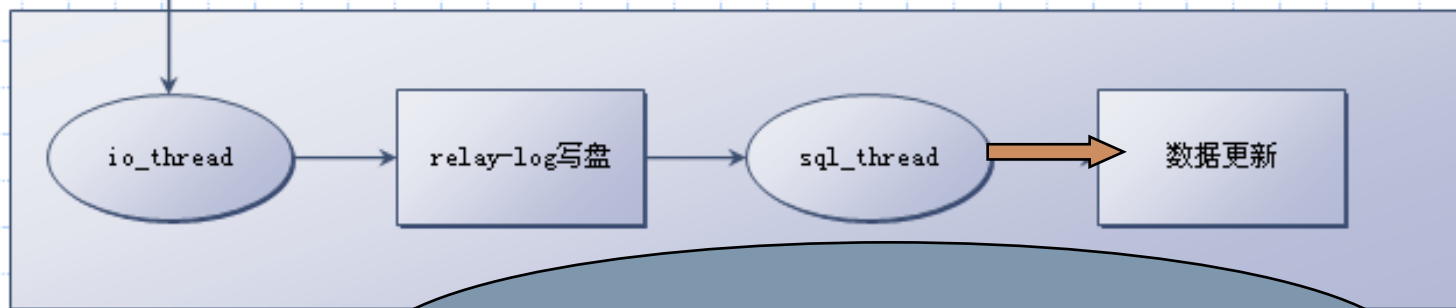 io_thread
relay-log写盘
sql_thread
数据更新